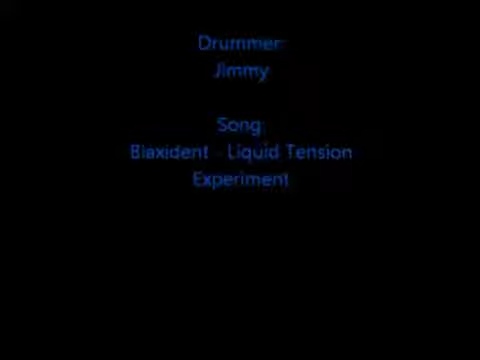 Drummer:
Jimmy
Song:
Biaxident - Liquid Tension
Experiment